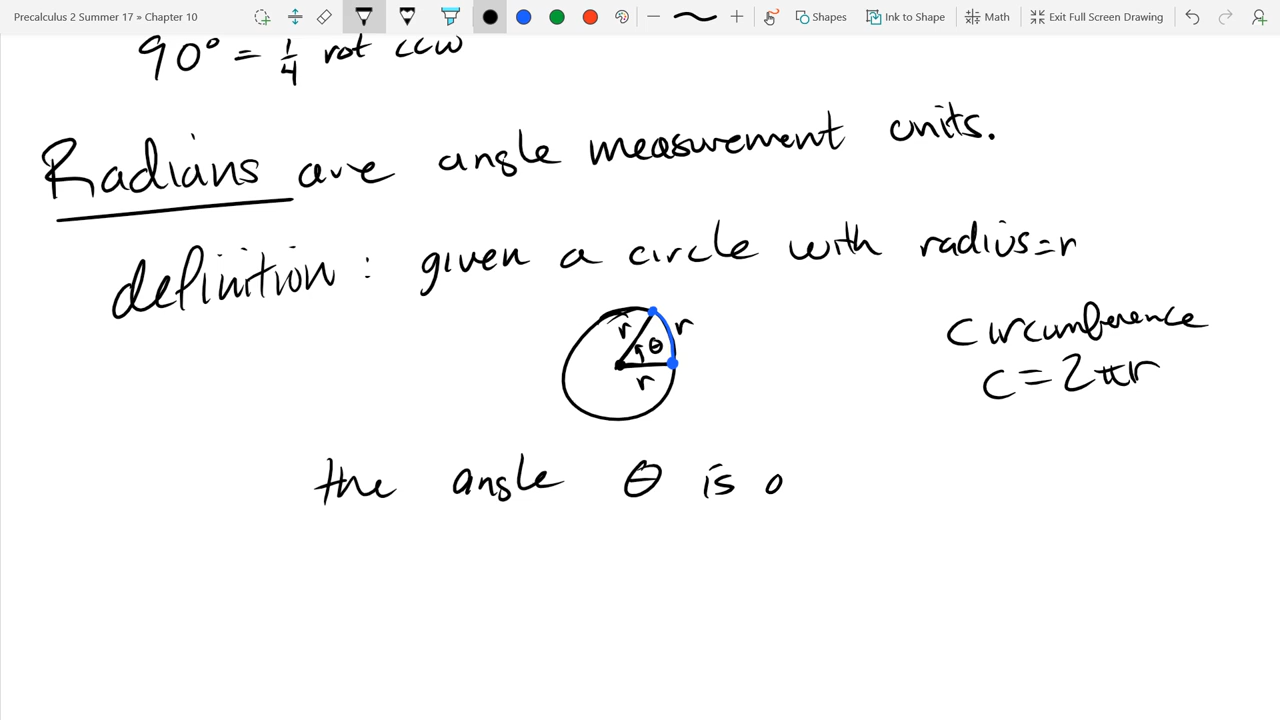 Precalculus 2 Summer 17 » Chapter 10
Shapes
Ink to Shape
Math
Exit Full Screen Drawing
90° = 1/4 rot ccw
Radians are angle measurement units.
definition: given a circle with radius=r
r r
θ
r
circumference
c=2πr
the angle θ is o